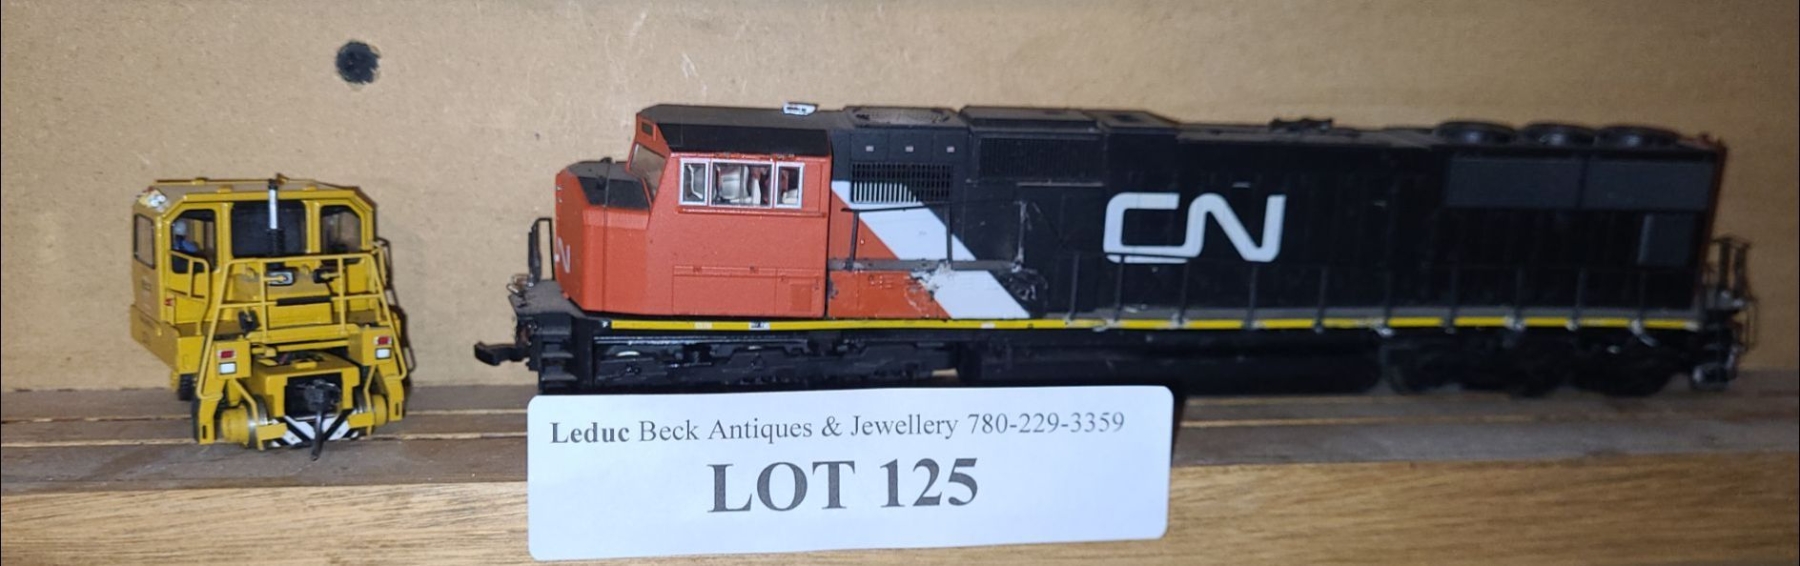 CN
N
Leduc Beck Antiques & Jewellery 780-229-3359
LOT 125